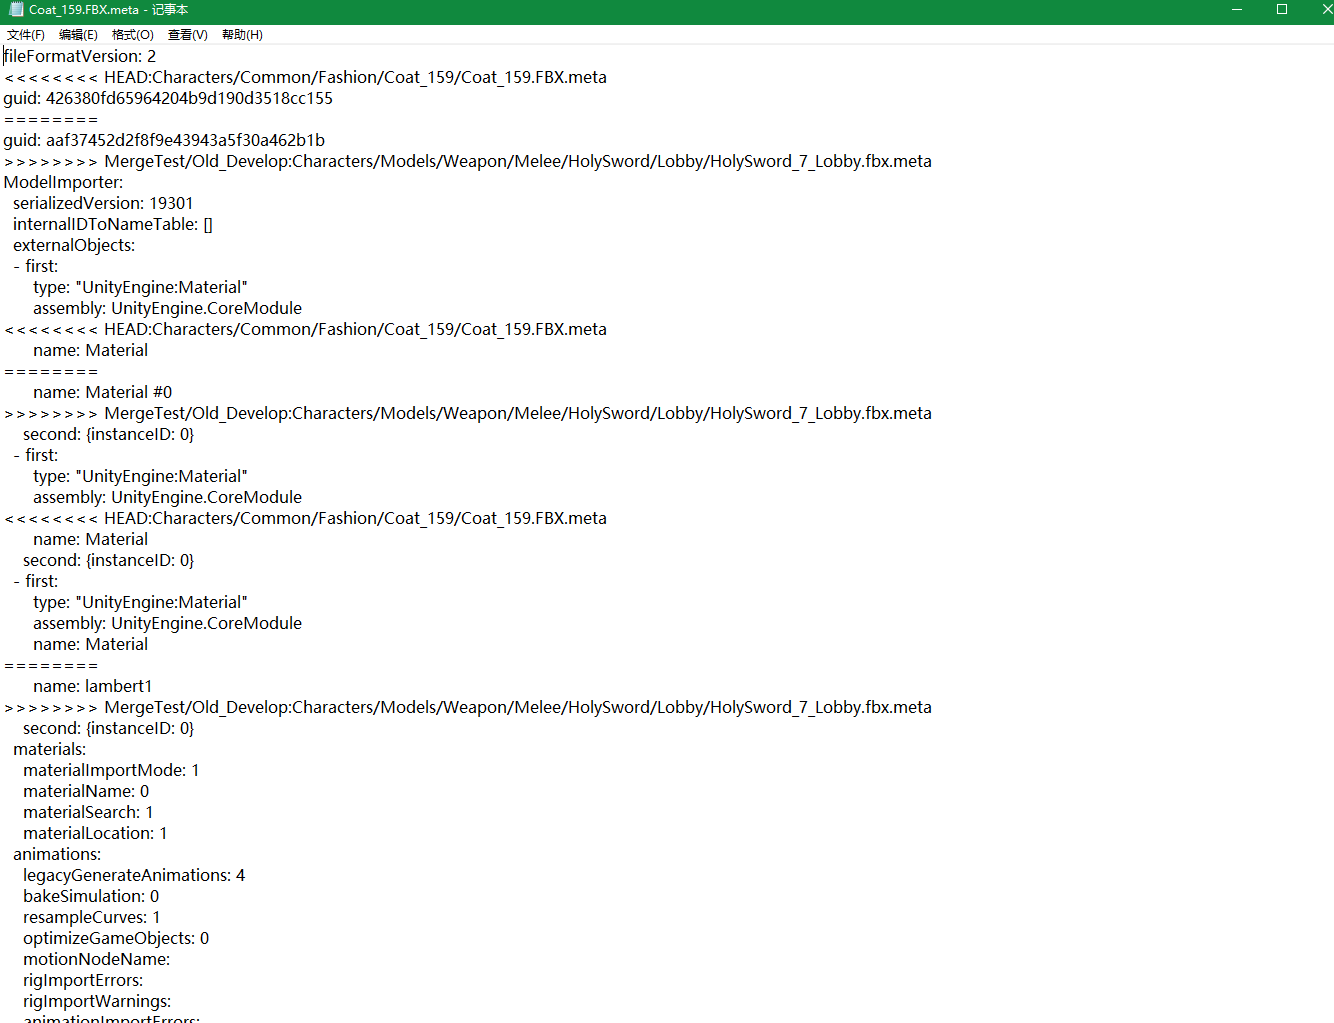 Coat_159.FBX.meta - 记事本
文件(F) 编辑(E) 格式(O) 查看(V) 帮助(H)
fileFormatVersion: 2
<<<<<<<< HEAD:Characters/Common/Fashion/Coat_159/Coat_159.FBX.meta
guid: 426380fd65964204b9d190d3518cc155
========
guid: aaf37452d2f8f9e43943a5f30a462b1b
>>>>>>>> MergeTest/Old_Develop:Characters/Models/Weapon/Melee/HolySword/Lobby/HolySword_7_Lobby.fbx.meta
ModelImporter:
  serializedVersion: 19301
  internalIDToNameTable: []
  externalObjects:
  - first:
      type: "UnityEngine:Material"
      assembly: UnityEngine.CoreModule
<<<<<<<< HEAD:Characters/Common/Fashion/Coat_159/Coat_159.FBX.meta
      name: Material
========
      name: Material #0
>>>>>>>> MergeTest/Old_Develop:Characters/Models/Weapon/Melee/HolySword/Lobby/HolySword_7_Lobby.fbx.meta
    second: {instanceID: 0}
  - first:
      type: "UnityEngine:Material"
      assembly: UnityEngine.CoreModule
<<<<<<<< HEAD:Characters/Common/Fashion/Coat_159/Coat_159.FBX.meta
      name: Material
    second: {instanceID: 0}
  - first:
      type: "UnityEngine:Material"
      assembly: UnityEngine.CoreModule
      name: Material
========
      name: lambert1
>>>>>>>> MergeTest/Old_Develop:Characters/Models/Weapon/Melee/HolySword/Lobby/HolySword_7_Lobby.fbx.meta
    second: {instanceID: 0}
  materials:
    materialImportMode: 1
    materialName: 0
    materialSearch: 1
    materialLocation: 1
  animations:
    legacyGenerateAnimations: 4
    bakeSimulation: 0
    resampleCurves: 1
    optimizeGameObjects: 0
    motionNodeName:
    rigImportErrors:
    rigImportWarnings:
    animationImportErrors: